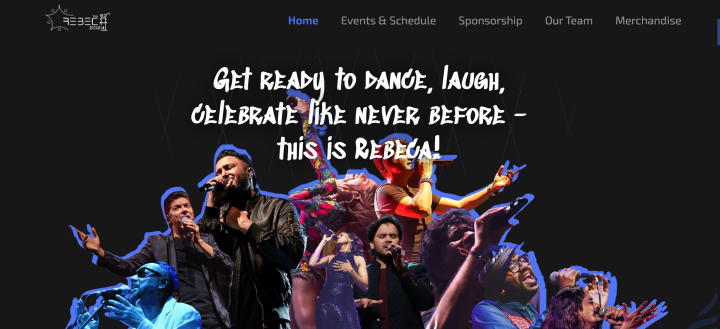 REBECA
2024
Home
Events & Schedule
Sponsorship
Our Team
Merchandise
Get ready to dance, laugh,
celebrate like never before -
this is Rebeca!